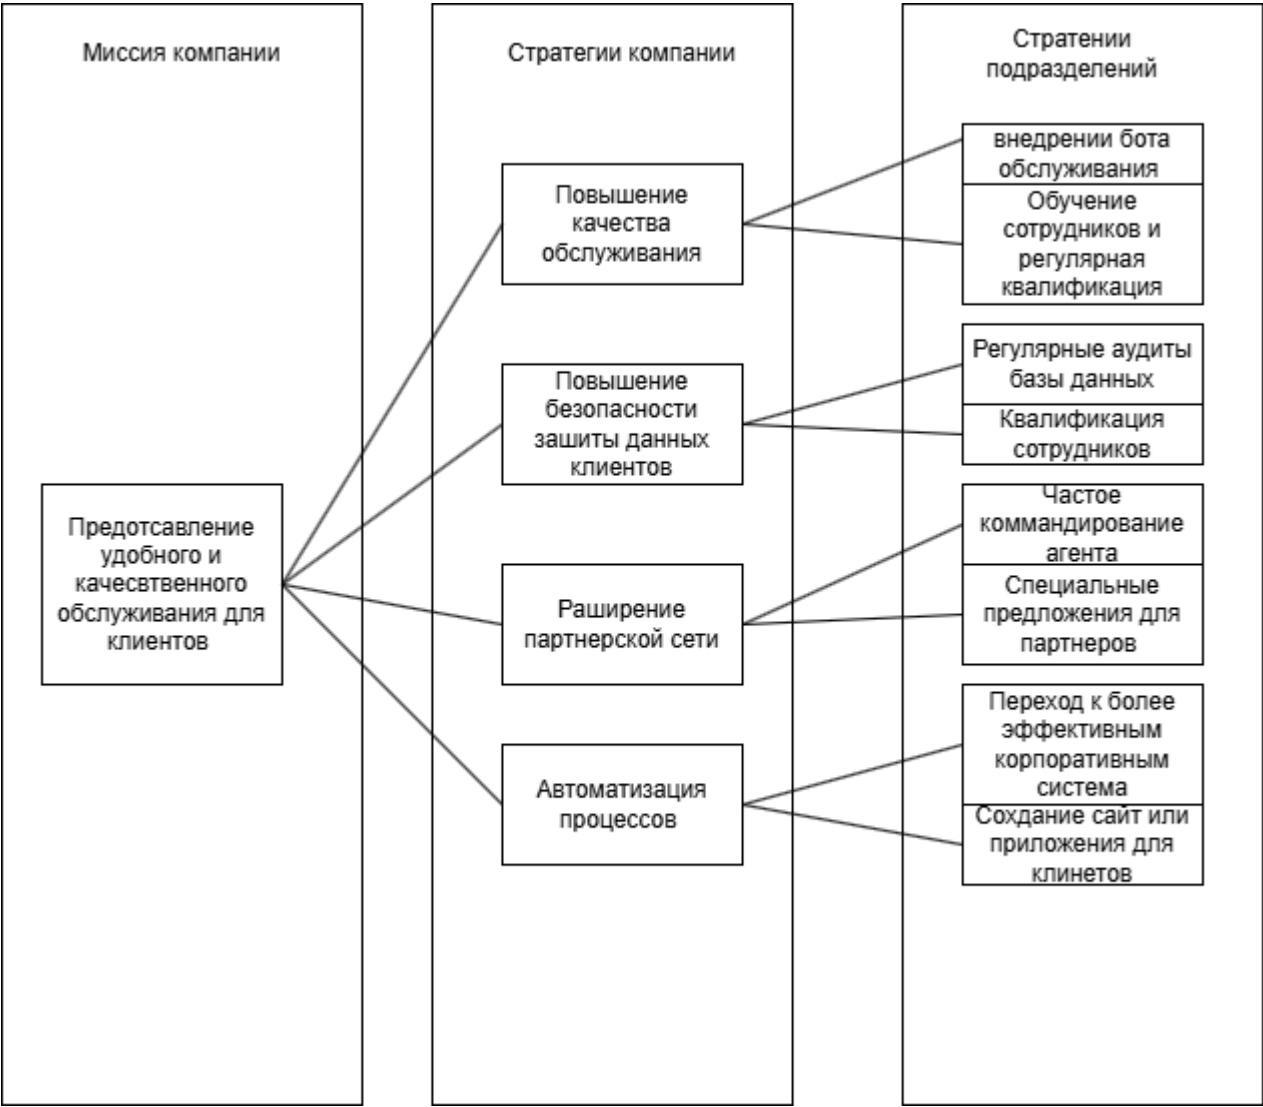 Миссия компании
Стратегии компании
Стратении
подразделений
Предотсавление
удобного и
качесвтвенного
обслуживания для
клиентов
Повышение
качества
обслуживания
Повышение
безопасности
зашиты данных
клиентов
Раширение
партнерской сети
Автоматизация
процессов
внедрении бота
обслуживания
Обучение
сотрудников и
регулярная
квалификация
Регулярные аудиты
базы данных
Квалификация
сотрудников
Частое
коммандирование
агента
Специальные
предложения для
партнеров
Переход к более
эффективным
корпоративным
система
Сохдание сайт или
приложения для
клинетов